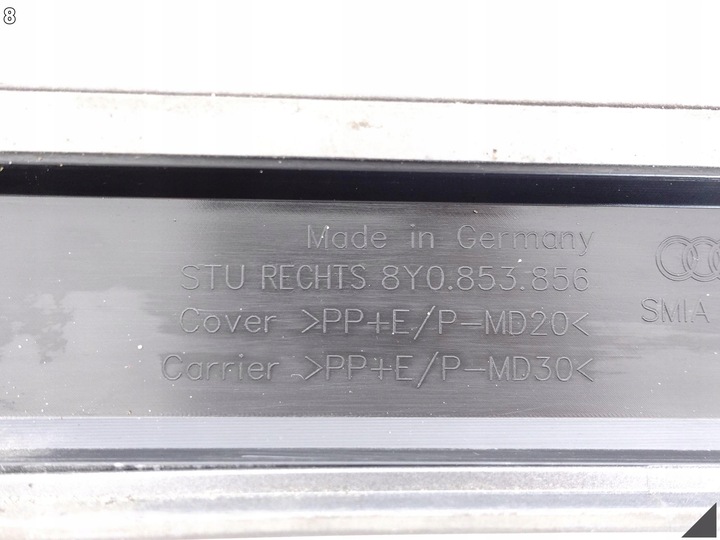 8
Made in Germany
STU RECHTS 8Y0.853.856
SMIA
Cover >PP+E/P-MD20<
Carrier >PP+E/P-MD30<